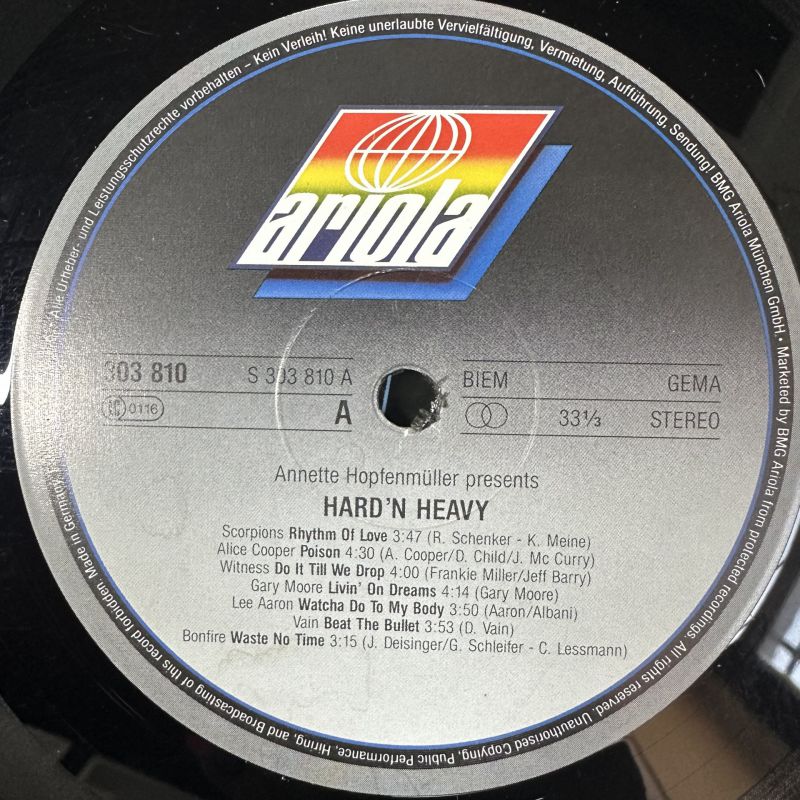 Alle Urheber- und Leistungsschutzrechte vorbehalten – Kein Verleih! Keine unerlaubte Vervielfältigung, Vermietung, Aufführung, Sendung! BMG Ariola München GmbH • Marketed by BMG Ariola from protected recordings. All rights reserved. Unauthorised Copying, Public Performance, Hiring, and Broadcasting of this record forbidden. Made in Germany
ariola
303 810 S 303 810 A BIEM GEMA
LC 0116 A 33⅓ STEREO
Annette Hopfenmüller presents
HARD'N HEAVY
Scorpions Rhythm Of Love 3:47 (R. Schenker - K. Meine)
Alice Cooper Poison 4:30 (A. Cooper/D. Child/J. Mc Curry)
Witness Do It Till We Drop 4:00 (Frankie Miller/Jeff Barry)
Gary Moore Livin' On Dreams 4:14 (Gary Moore)
Lee Aaron Watcha Do To My Body 3:50 (Aaron/Albani)
Vain Beat The Bullet 3:53 (D. Vain)
Bonfire Waste No Time 3:15 (J. Deisinger/G. Schleifer - C. Lessmann)